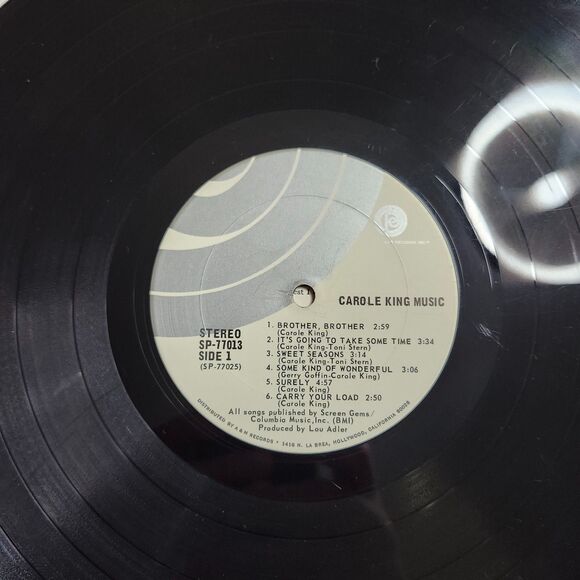 CAROLE KING MUSIC
STEREO
SP-77013
SIDE 1
(SP-77025)
1. BROTHER, BROTHER 2:59
(Carole King)
2. IT'S GOING TO TAKE SOME TIME 3:34
(Carole King-Toni Stern)
3. SWEET SEASONS 3:14
(Carole King-Toni Stern)
4. SOME KIND OF WONDERFUL 3:06
(Gerry Goffin-Carole King)
5. SURELY 4:57
(Carole King)
6. CARRY YOUR LOAD 2:50
(Carole King)
All songs published by Screen Gems/
Columbia Music,Inc. (BMI)
Produced by Lou Adler
DISTRIBUTED BY A & M RECORDS · 1416 N. LA BREA, HOLLYWOOD, CALIFORNIA 90028